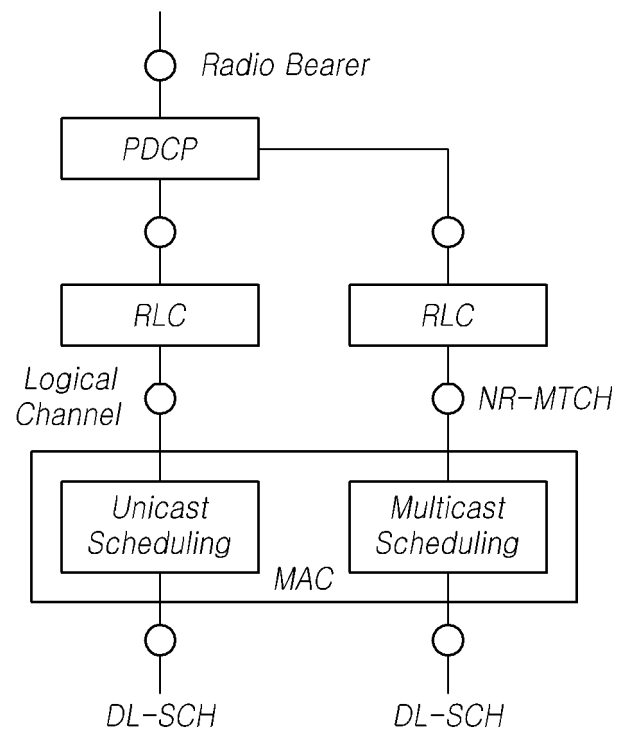 Radio Bearer
PDCP
RLC
RLC
Logical
Channel
NR-MTCH
Unicast
Scheduling
Multicast
Scheduling
MAC
DL-SCH
DL-SCH